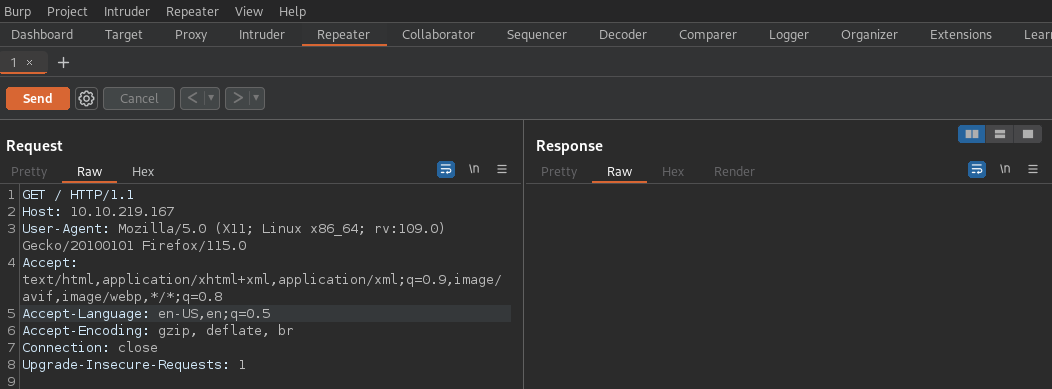 Burp Project Intruder Repeater View Help
Dashboard Target Proxy Intruder Repeater Collaborator Sequencer Decoder Comparer Logger Organizer Extensions Lear
1 × +
Send Cancel < ▾ > ▾
Request
Pretty Raw Hex \n
1 GET / HTTP/1.1
2 Host: 10.10.219.167
3 User-Agent: Mozilla/5.0 (X11; Linux x86_64; rv:109.0)
Gecko/20100101 Firefox/115.0
4 Accept:
text/html,application/xhtml+xml,application/xml;q=0.9,image/
avif,image/webp,*/*;q=0.8
5 Accept-Language: en-US,en;q=0.5
6 Accept-Encoding: gzip, deflate, br
7 Connection: close
8 Upgrade-Insecure-Requests: 1
9
Response
Pretty Raw Hex Render \n